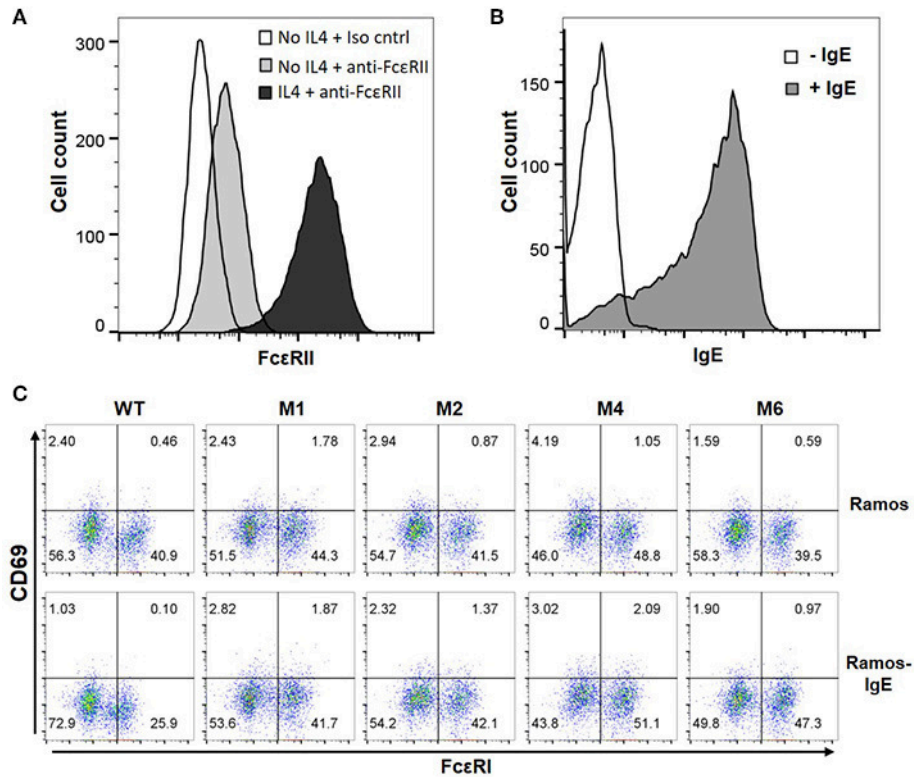 A
300
200
100
0
Cell count
No IL4 + Iso cntrl
No IL4 + anti-FcεRII
IL4 + anti-FcεRII
FcεRII
B
150
100
50
0
Cell count
- IgE
+ IgE
IgE
C
WT M1 M2 M4 M6
2.40 0.46 2.43 1.78 2.94 0.87 4.19 1.05 1.59 0.59
Ramos
56.3 40.9 51.5 44.3 54.7 41.5 46.0 48.8 58.3 39.5
CD69
1.03 0.10 2.82 1.87 2.32 1.37 3.02 2.09 1.90 0.97
Ramos-
IgE
72.9 25.9 53.6 41.7 54.2 42.1 43.8 51.1 49.8 47.3
FcεRI